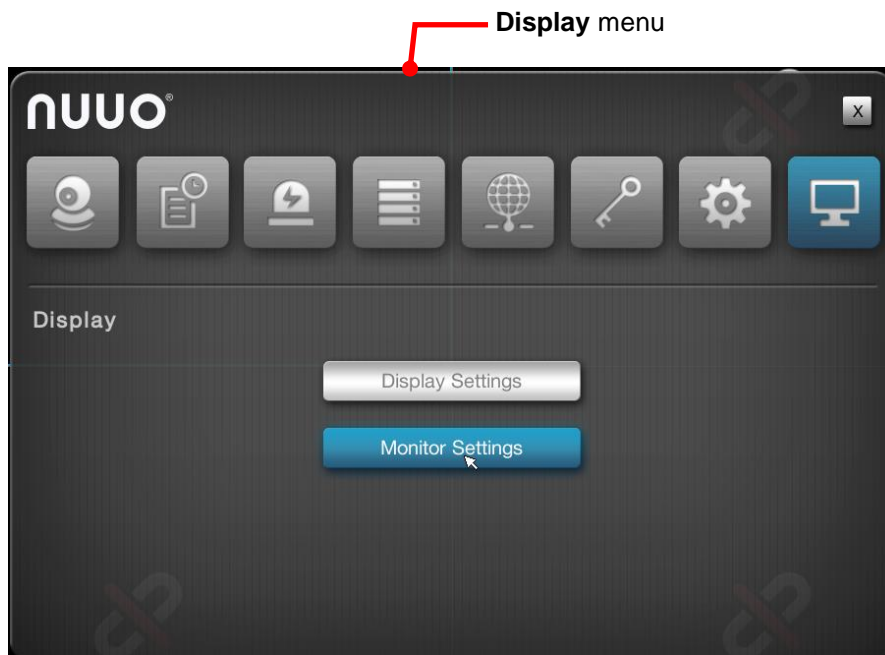 Display menu
nuuo®
X
Display
Display Settings
Monitor Settings